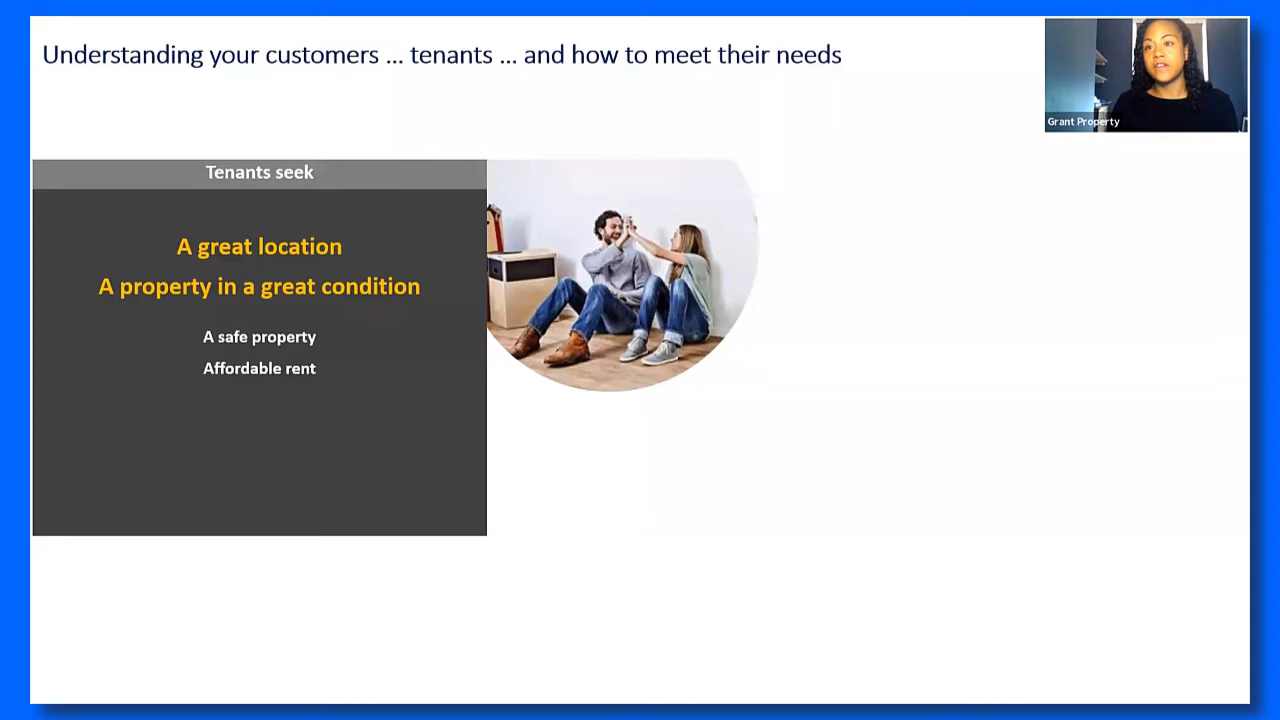 Understanding your customers ... tenants ... and how to meet their needs
Grant Property
Tenants seek
A great location
A property in a great condition
A safe property
Affordable rent